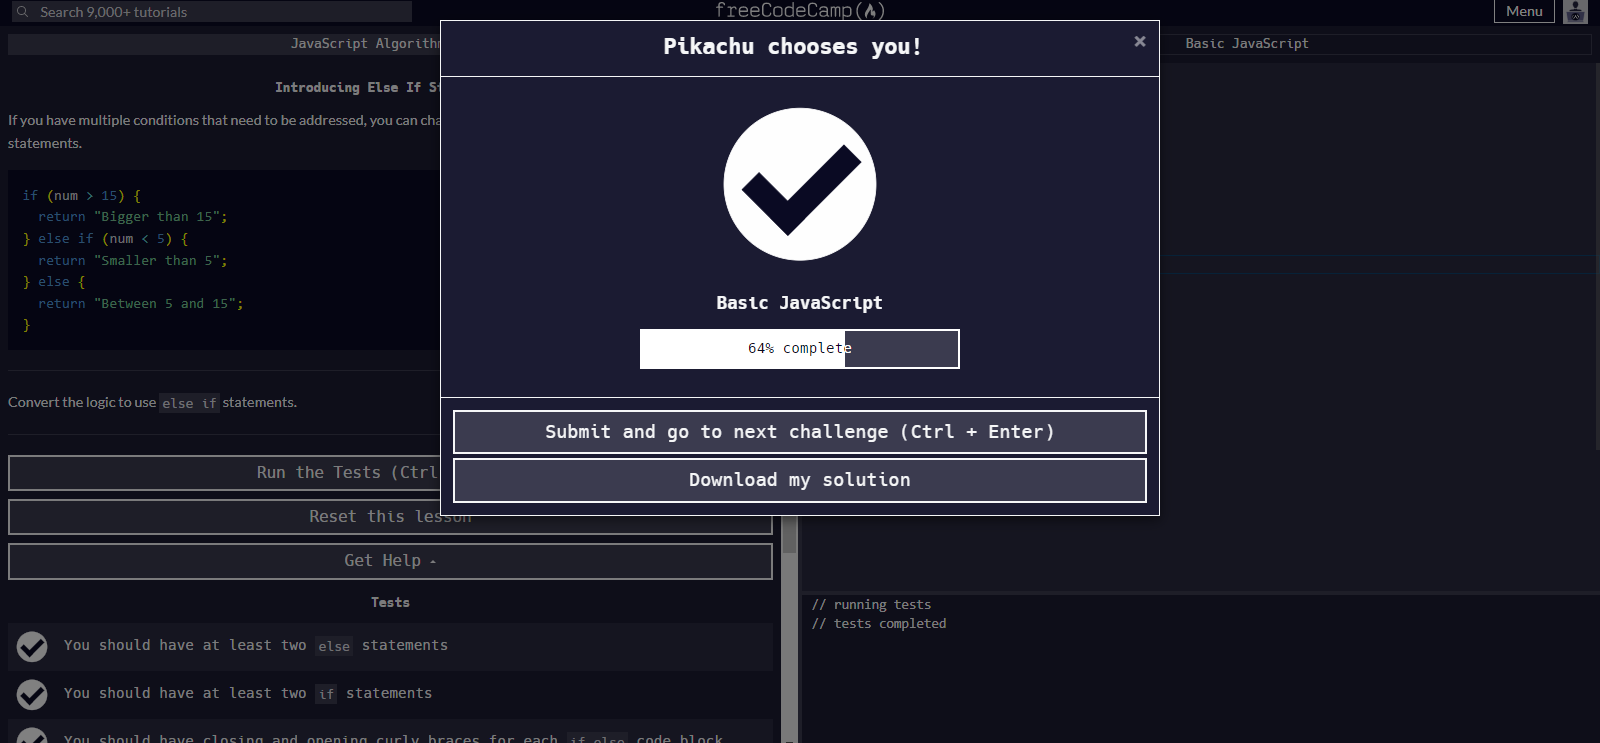 Search 9,000+ tutorials
freeCodeCamp
Menu
JavaScript Algorithm
Basic JavaScript
Introducing Else If
If you have multiple conditions that need to be addressed, you can
statements.
if (num > 15) {
return "Bigger than 15";
} else if (num < 5) {
return "Smaller than 5";
} else {
return "Between 5 and 15";
}
Convert the logic to use else if statements.
Run the Tests (Ctrl
Reset this lesson
Get Help
Tests
You should have at least two else statements
You should have at least two if statements
You should have closing and opening curly braces for each if else code block
Pikachu chooses you!
×
Basic JavaScript
64% complete
Submit and go to next challenge (Ctrl + Enter)
Download my solution
// running tests
// tests completed